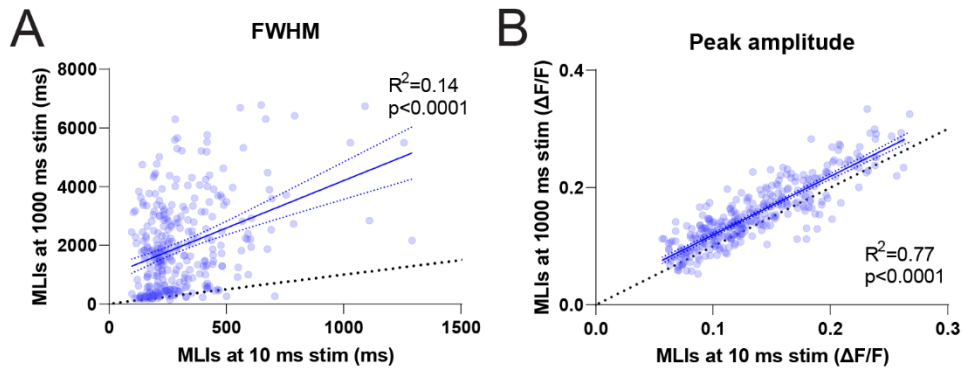 A
FWHM
MLIs at 1000 ms stim (ms)
8000
6000
4000
2000
0
R²=0.14
p<0.0001
0
500
1000
1500
MLIs at 10 ms stim (ms)
B
Peak amplitude
MLIs at 1000 ms stim (ΔF/F)
0.4
0.2
0.0
R²=0.77
p<0.0001
0.0
0.1
0.2
0.3
MLIs at 10 ms stim (ΔF/F)